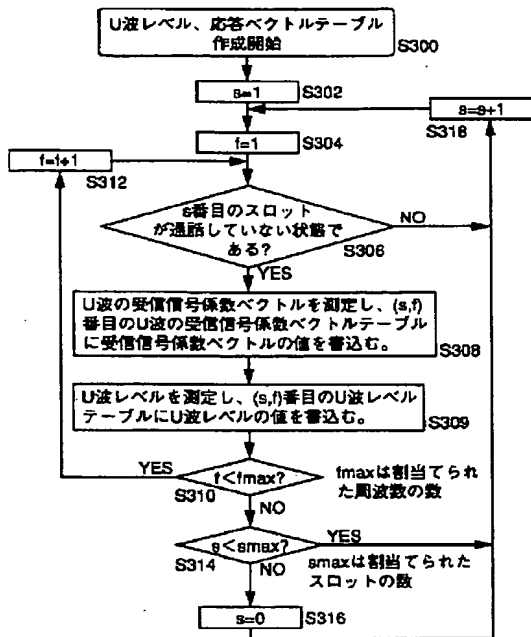 U波レベル、応答ベクトルテーブル
作成開始
S300
s=1
S302
s=s+1
S318
f=1
S304
f=f+1
S312
s番目のスロット
が通話していない状態で
ある?
NO
S306
YES
U波の受信信号係数ベクトルを測定し、(s,f)
番目のU波の受信信号係数ベクトルテーブル
に受信信号係数ベクトルの値を書込む。
S308
U波レベルを測定し、(s,f)番目のU波レベル
テーブルにU波レベルの値を書込む。
S309
YES
f<fmax?
fmaxは割当てられ
た周波数の数
S310
NO
s<smax?
YES
smaxは割当てられた
スロットの数
S314
NO
s=0
S316